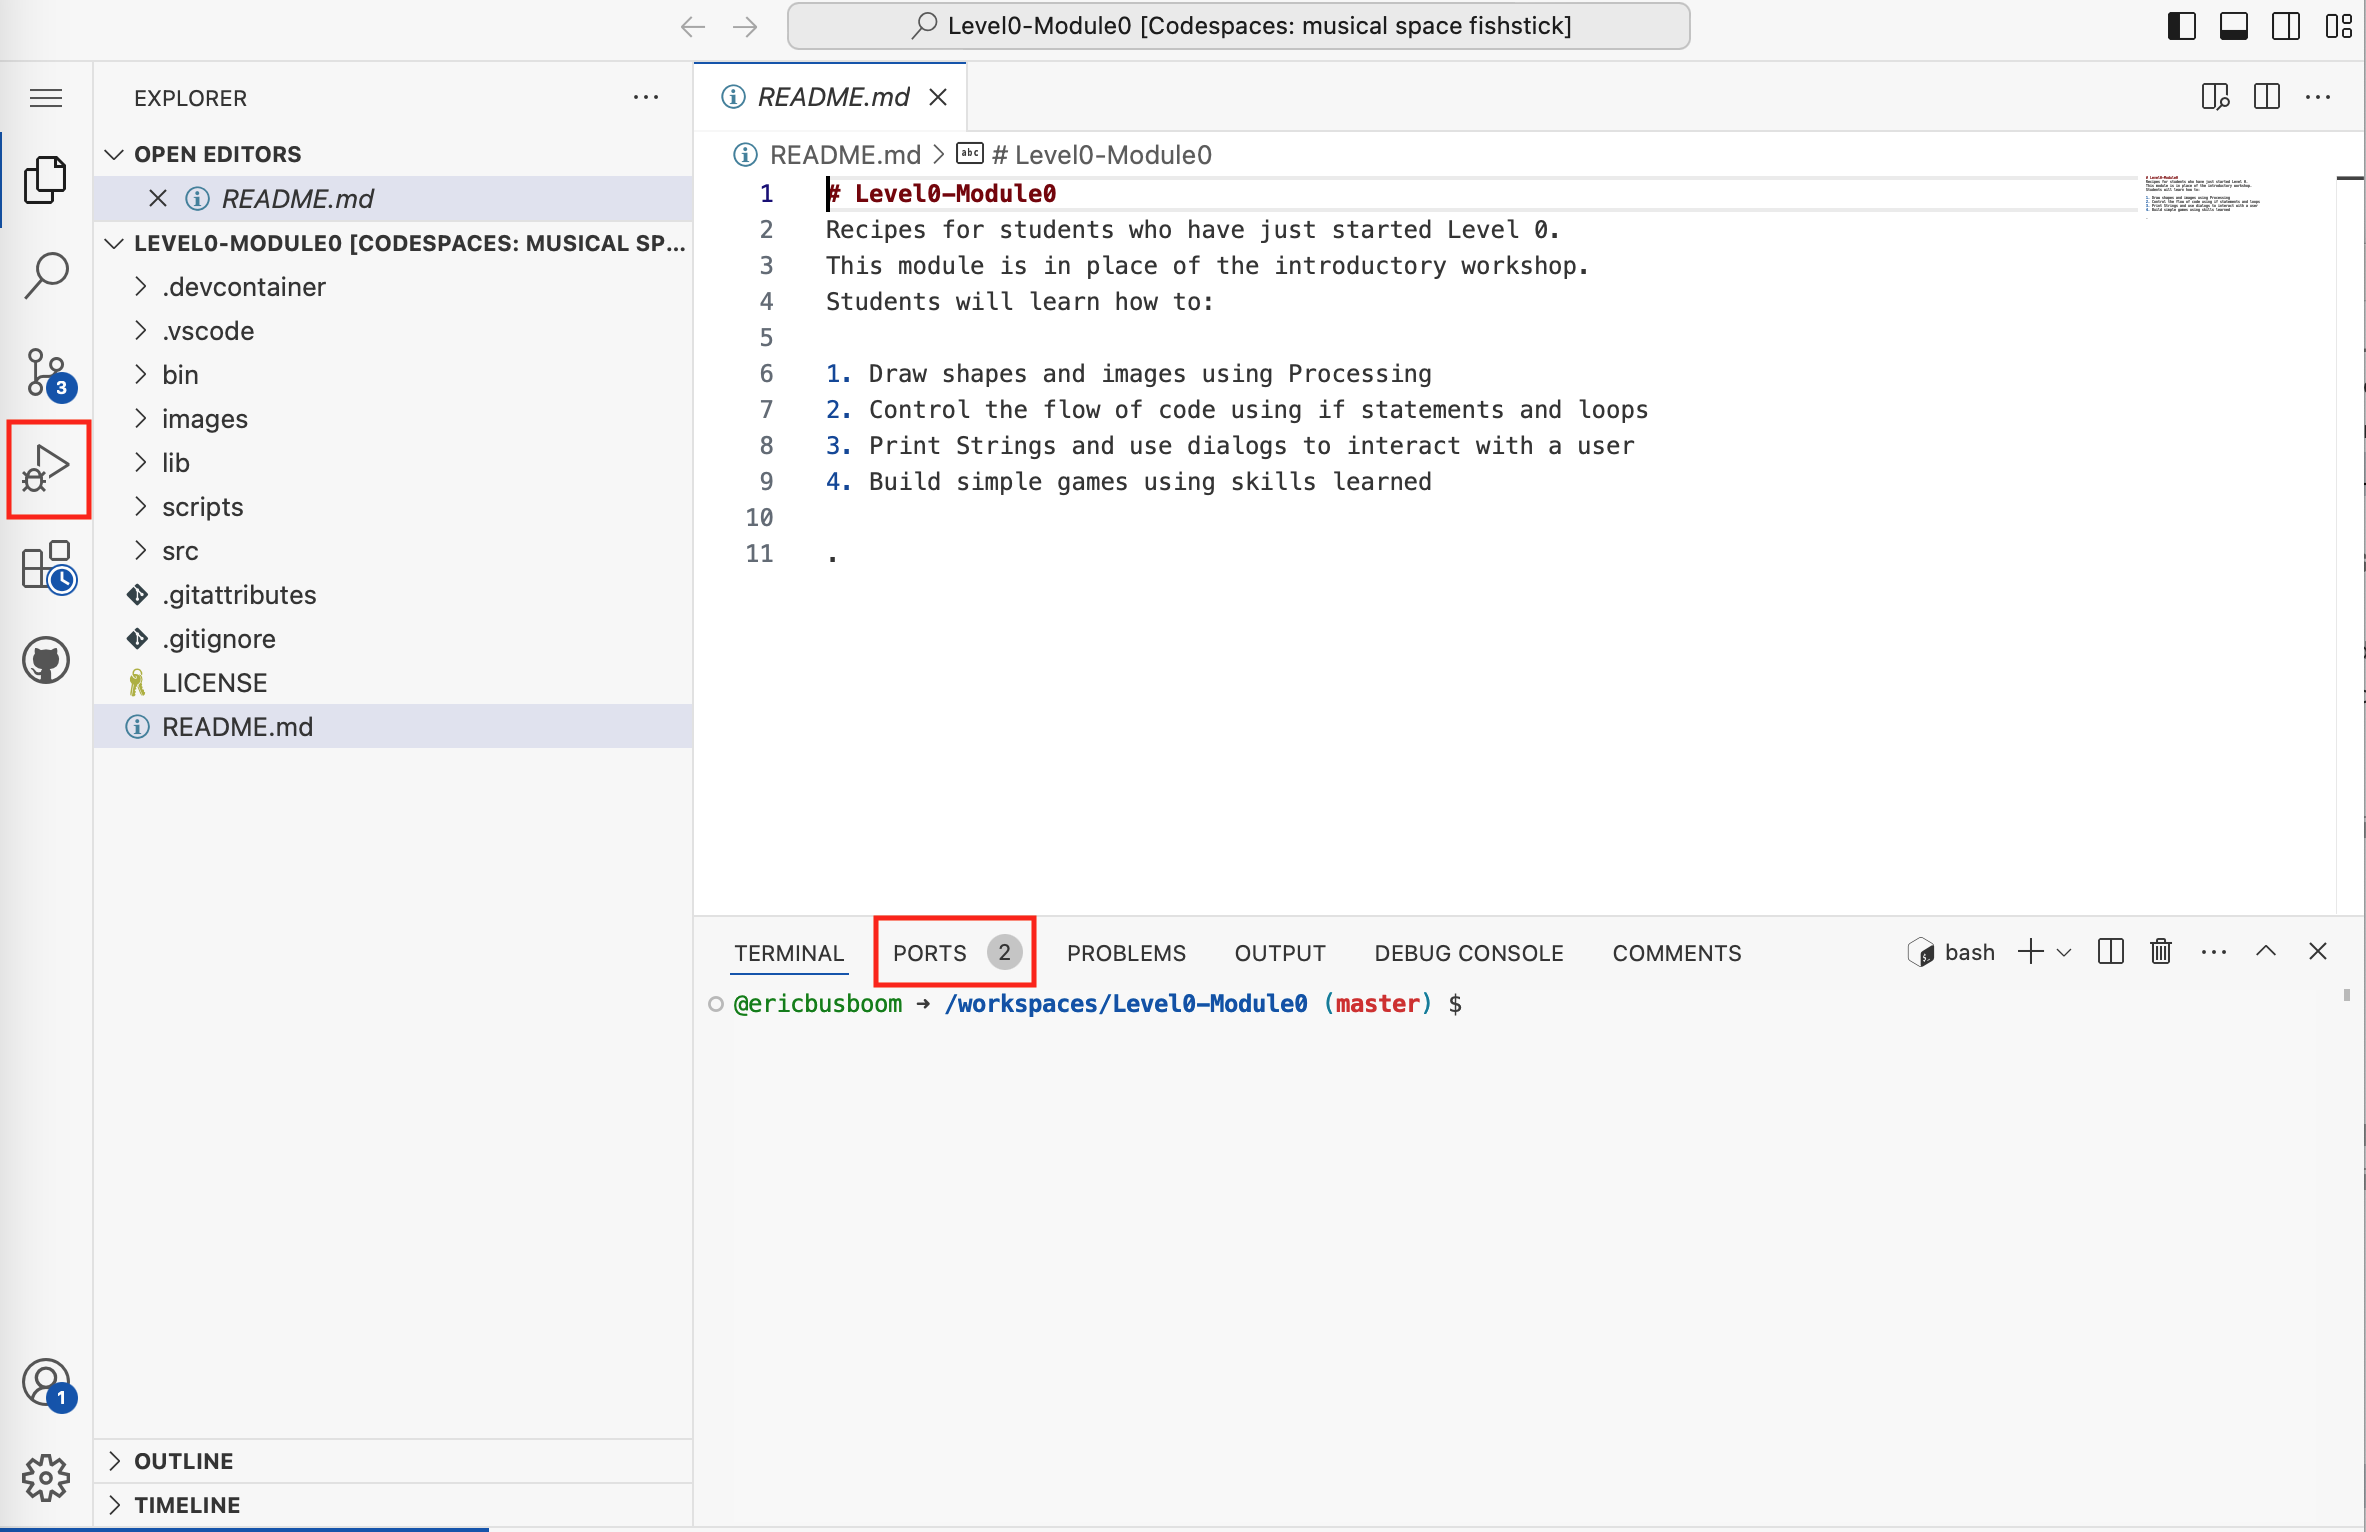 Level0-Module0 [Codespaces: musical space fishstick]
EXPLORER
OPEN EDITORS
README.md
LEVEL0-MODULE0 [CODESPACES: MUSICAL SP...
.devcontainer
.vscode
bin
images
lib
scripts
src
.gitattributes
.gitignore
LICENSE
README.md
OUTLINE
TIMELINE
3
1
README.md
README.md > abc # Level0-Module0
1 # Level0-Module0
2 Recipes for students who have just started Level 0.
3 This module is in place of the introductory workshop.
4 Students will learn how to:
5
6 1. Draw shapes and images using Processing
7 2. Control the flow of code using if statements and loops
8 3. Print Strings and use dialogs to interact with a user
9 4. Build simple games using skills learned
10
11 .
TERMINAL PORTS 2 PROBLEMS OUTPUT DEBUG CONSOLE COMMENTS bash
@ericbusboom → /workspaces/Level0-Module0 (master) $